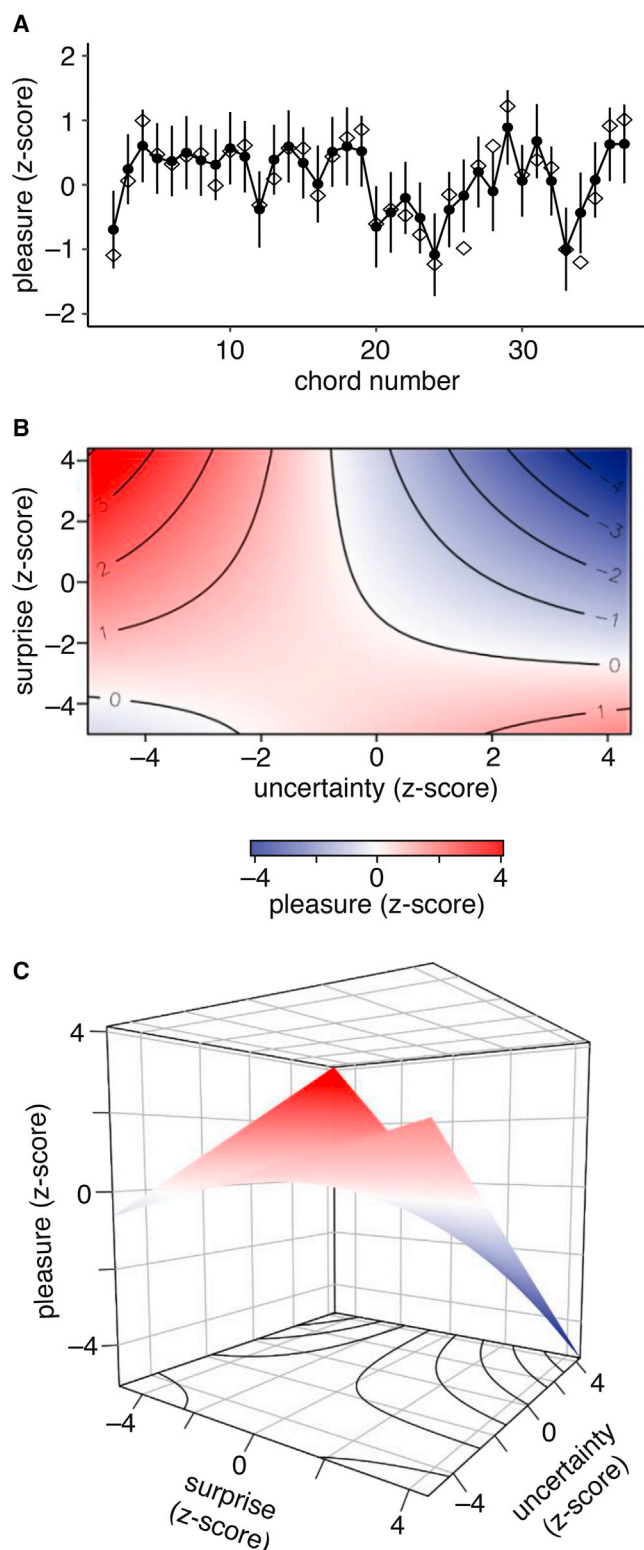 A
2
1
0
−1
−2
pleasure (z-score)
10 20 30
chord number
B
4
2
0
−2
−4
surprise (z-score)
3
2
1
0
−4
−3
−2
−1
0
1
−4 −2 0 2 4
uncertainty (z-score)
−4 0 4
pleasure (z-score)
C
4
0
−4
pleasure (z-score)
−4
0
4
surprise
(z-score)
4
0
−4
uncertainty
(z-score)